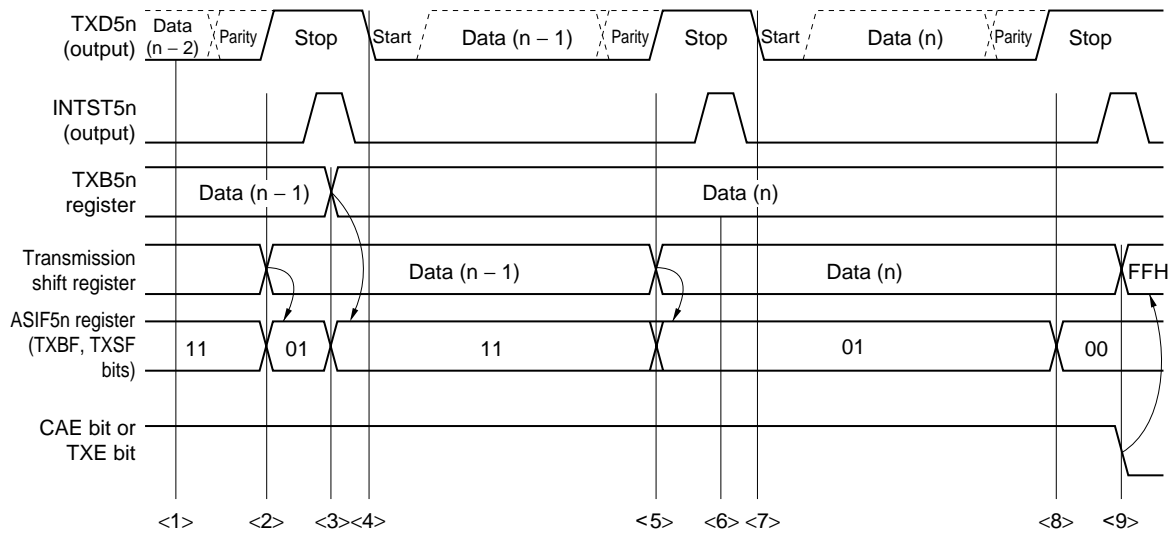 TXD5n
(output)
Data
(n – 2)
Parity
Stop
Start
Data (n – 1)
Parity
Stop
Start
Data (n)
Parity
Stop
INTST5n
(output)
TXB5n
register
Data (n – 1)
Data (n)
Transmission
shift register
Data (n – 1)
Data (n)
FFH
ASIF5n register
(TXBF, TXSF
bits)
11
01
11
01
00
CAE bit or
TXE bit
<1>
<2>
<3>
<4>
<5>
<6>
<7>
<8>
<9>